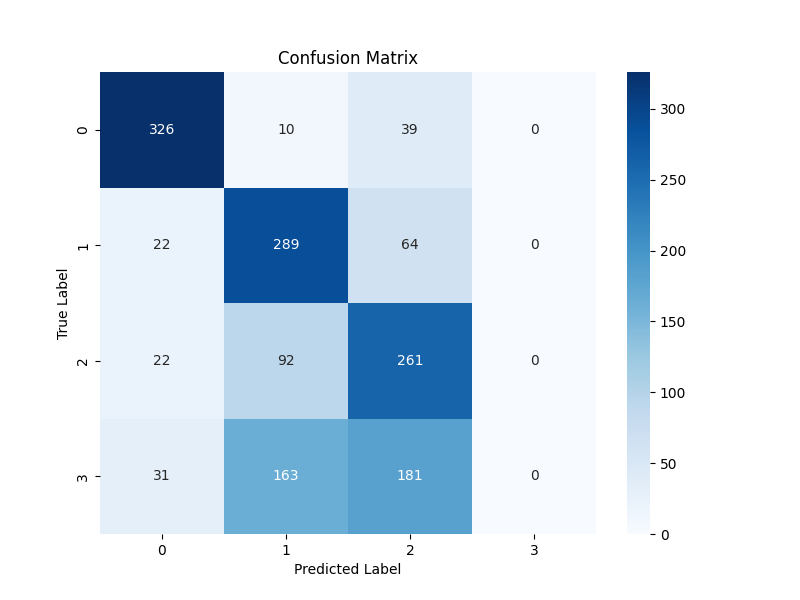 Confusion Matrix
0 326 10 39 0
1 22 289 64 0
2 22 92 261 0
3 31 163 181 0
0 1 2 3
Predicted Label
True Label
300
250
200
150
100
50
0